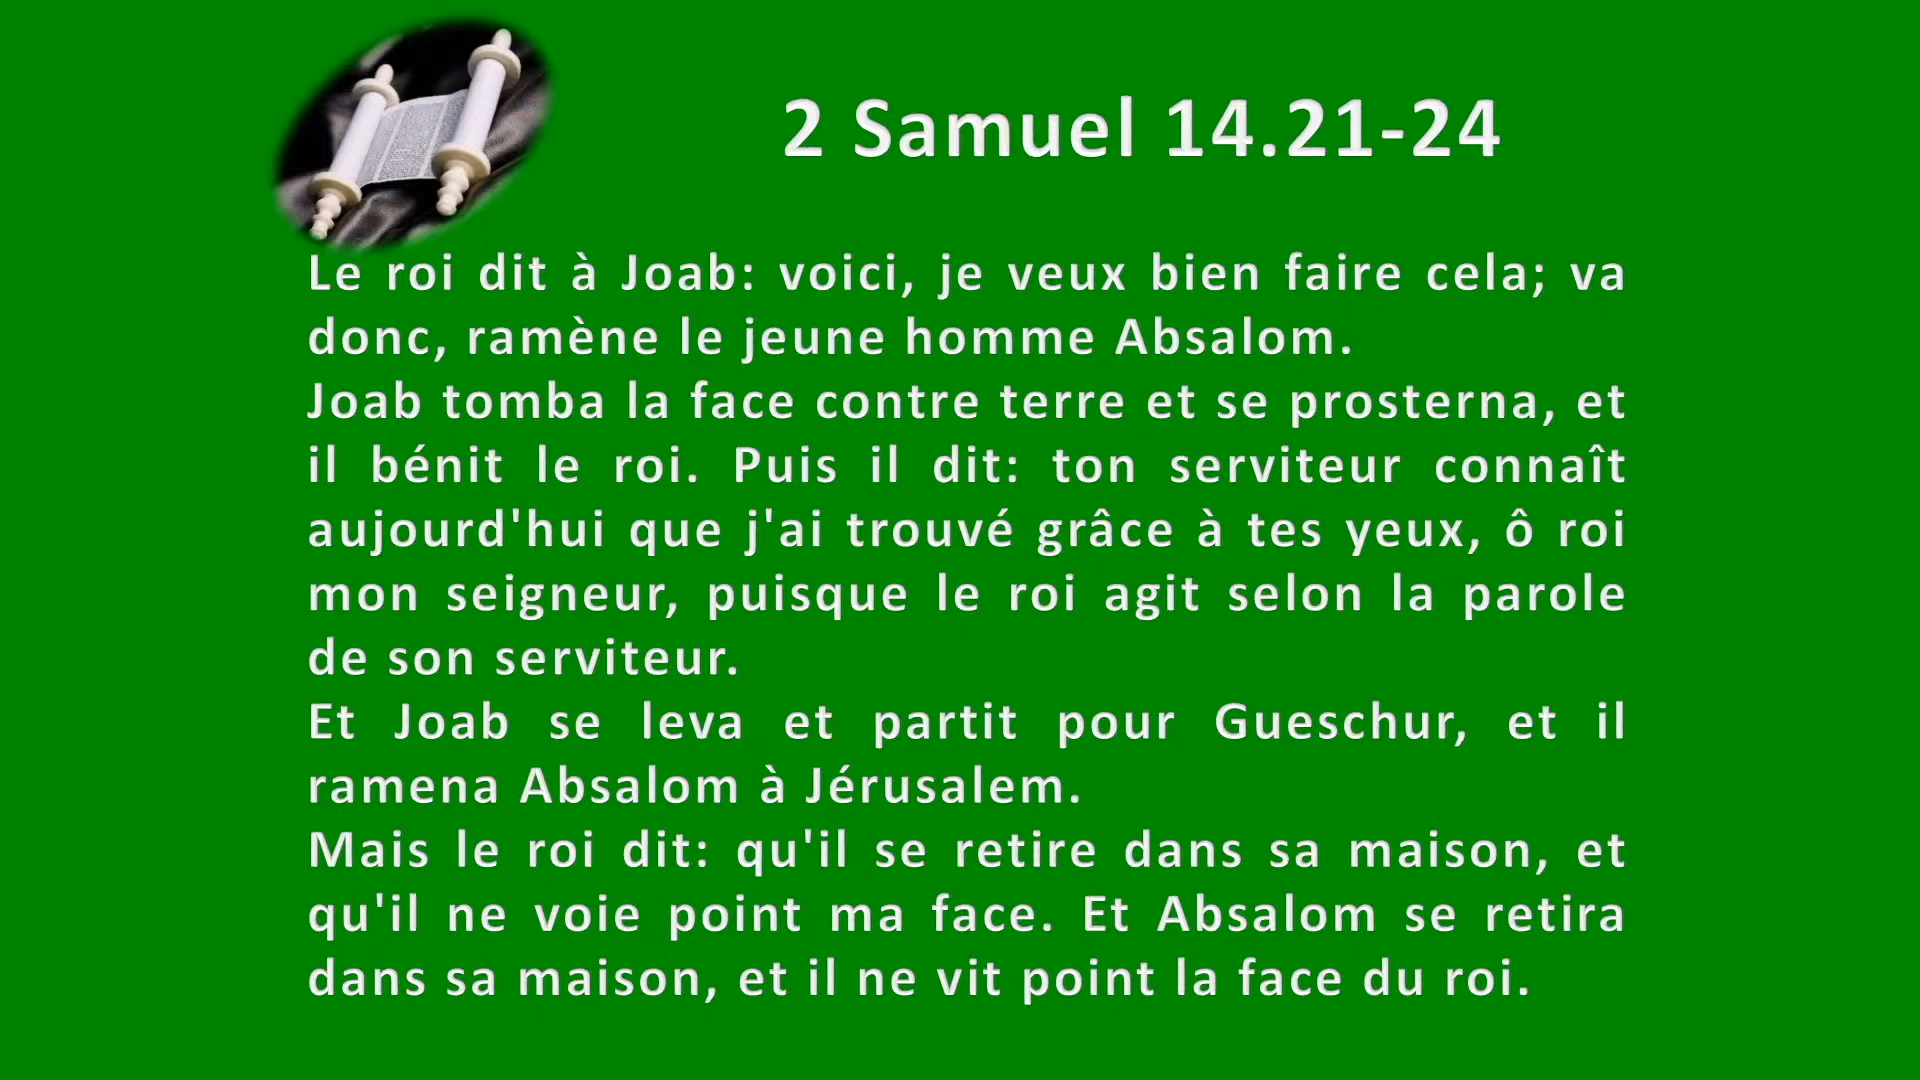 2 Samuel 14.21-24
Le roi dit à Joab: voici, je veux bien faire cela; va
donc, ramène le jeune homme Absalom.
Joab tomba la face contre terre et se prosterna, et
il bénit le roi. Puis il dit: ton serviteur connaît
aujourd'hui que j'ai trouvé grâce à tes yeux, ô roi
mon seigneur, puisque le roi agit selon la parole
de son serviteur.
Et Joab se leva et partit pour Gueschur, et il
ramena Absalom à Jérusalem.
Mais le roi dit: qu'il se retire dans sa maison, et
qu'il ne voie point ma face. Et Absalom se retira
dans sa maison, et il ne vit point la face du roi.